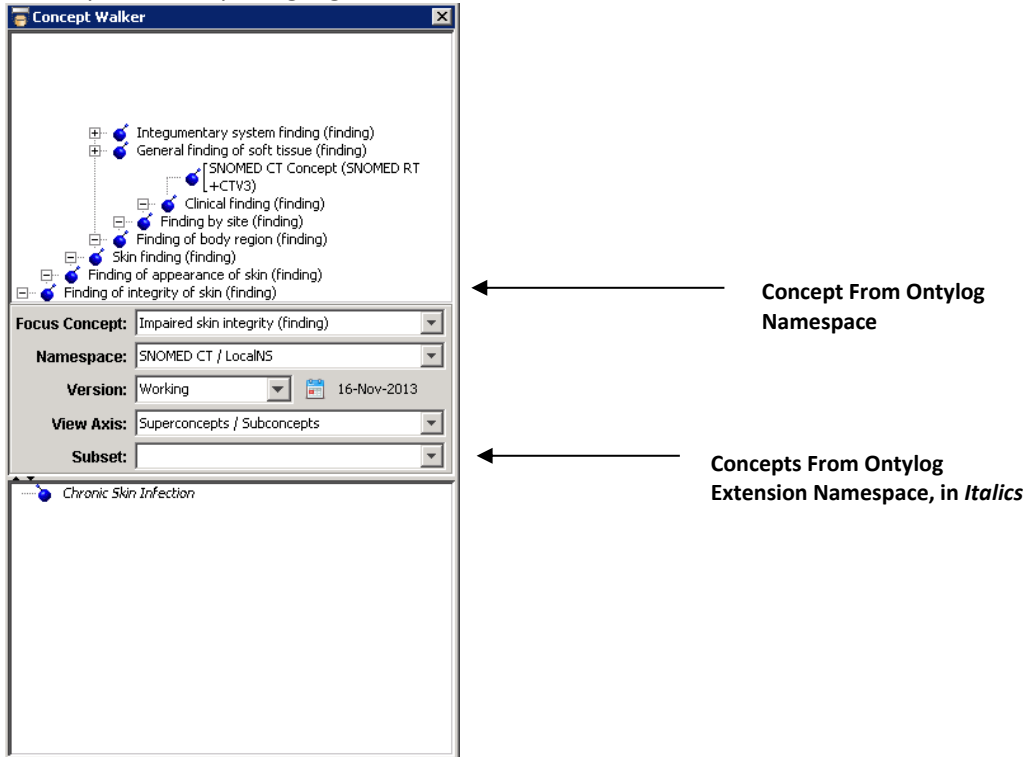 Concept Walker
Integumentary system finding (finding)
General finding of soft tissue (finding)
[SNOMED CT Concept (SNOMED RT
+CTV3)
Clinical finding (finding)
Finding by site (finding)
Finding of body region (finding)
Skin finding (finding)
Finding of appearance of skin (finding)
Finding of integrity of skin (finding)
Focus Concept: Impaired skin integrity (finding)
Namespace: SNOMED CT / LocalNS
Version: Working 16-Nov-2013
View Axis: Superconcepts / Subconcepts
Subset:
Chronic Skin Infection
Concept From Ontylog
Namespace
Concepts From Ontylog
Extension Namespace, in Italics